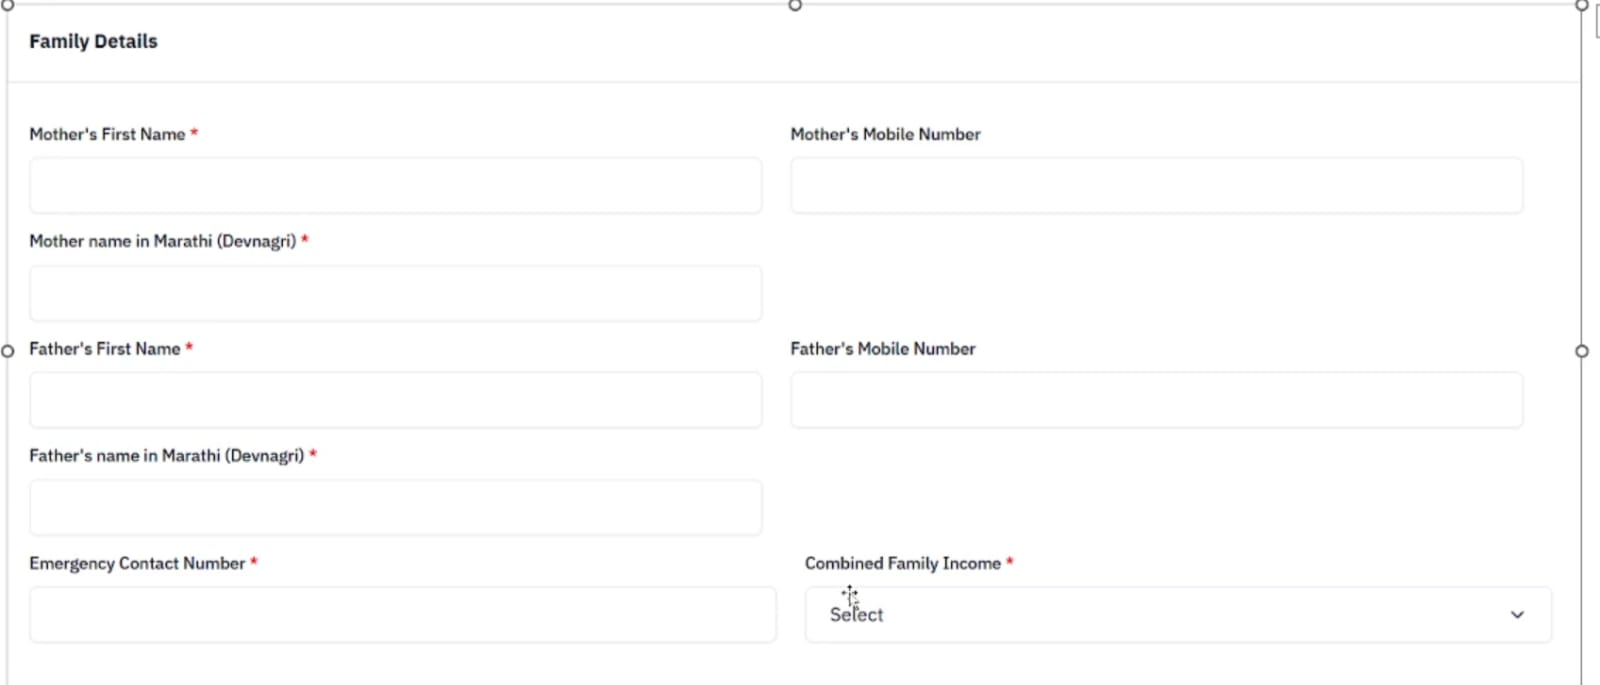 Family Details
Mother's First Name *
Mother's Mobile Number
Mother name in Marathi (Devnagri) *
Father's First Name *
Father's Mobile Number
Father's name in Marathi (Devnagri) *
Emergency Contact Number *
Combined Family Income *
Select